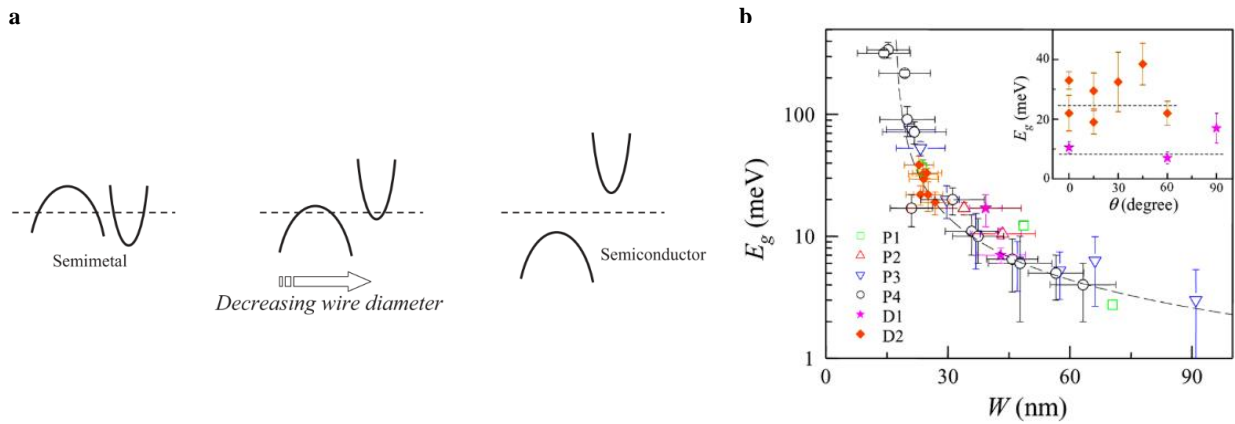 a
Semimetal
Decreasing wire diameter
Semiconductor
b
E_g (meV)
100
10
1
0
30
60
90
W (nm)
P1
P2
P3
P4
D1
D2
E_g (meV)
40
20
0
0
30
60
90
θ (degree)